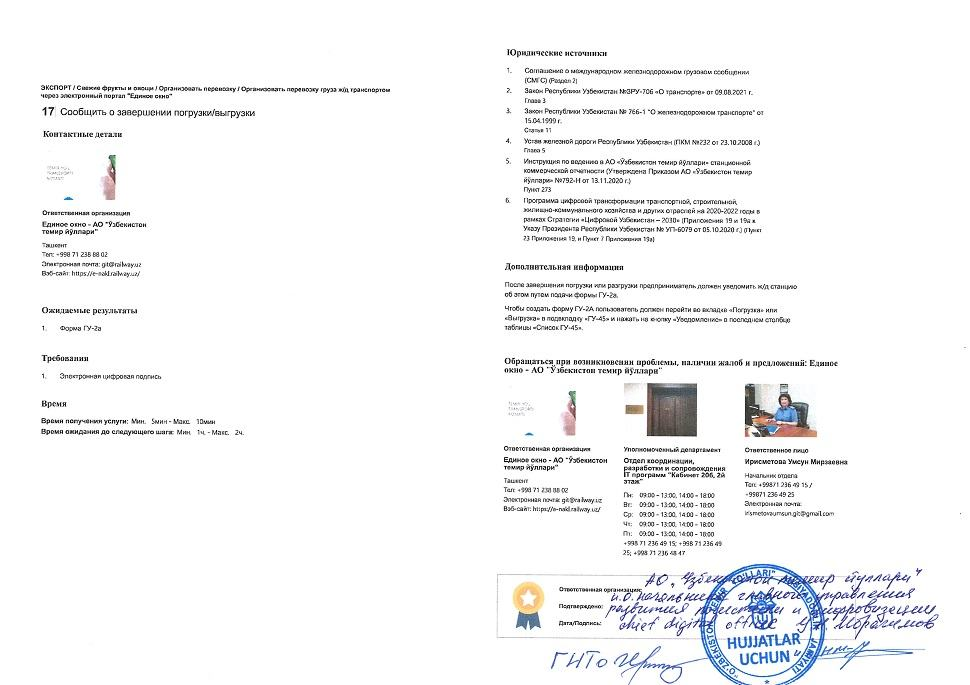 ЭКСПОРТ / Свежие фрукты и овощи / Организовать перевозку / Организовать перевозку груза ж/д транспортом
через электронный портал "Единое окно"
17 Сообщить о завершении погрузки/выгрузки
Контактные детали
Ответственная организация
Единое окно - АО "Ўзбекистон
темир йўллари"
Ташкент
Тел: +998 71 238 88 02
Электронная почта: git@railway.uz
Вэб-сайт: https://e-nakl.railway.uz/
Ожидаемые результаты
1. Форма ГУ-2а
Требования
1. Электронная цифровая подпись
Время
Время получения услуги: Мин. 5мин - Макс. 10мин
Время ожидания до следующего шага: Мин. 1ч. - Макс. 2ч.
Юридические источники
1. Соглашение о международном железнодорожном грузовом сообщении
(СМГС) (Раздел 2)
2. Закон Республики Узбекистан №ЗРУ-706 «О транспорте» от 09.08.2021 г.
Глава 3
3. Закон Республики Узбекистан № 766-1 "О железнодорожном транспорте" от
15.04.1999 г.
Статья 11
4. Устав железной дороги Республики Узбекистан (ПКМ №232 от 23.10.2008 г.)
Глава 5
5. Инструкция по ведению в АО «Ўзбекистон темир йўллари» станционной
коммерческой отчетности (Утверждена Приказом АО «Ўзбекистон темир
йўллари» №792-Н от 13.11.2020 г.)
Пункт 273
6. Программа цифровой трансформации транспортной, строительной,
жилищно-коммунального хозяйства и других отраслей на 2020-2022 годы в
рамках Стратегии «Цифровой Узбекистан – 2030» (Приложения 19 и 19а к
Указу Президента Республики Узбекистан № УП-6079 от 05.10.2020 г.) (Пункт
23 Приложения 19, и Пункт 7 Приложения 19а)
Дополнительная информация
После завершения погрузки или разгрузки предприниматель должен уведомить ж/д станцию
об этом путем подачи формы ГУ-2а.
Чтобы создать форму ГУ-2А пользователь должен перейти во вкладке «Погрузка» или
«Выгрузка» в подвкладку «ГУ-45» и нажать на кнопку «Уведомление» в последнем столбце
таблицы «Список ГУ-45».
Обращаться при возникновении проблемы, наличии жалоб и предложений: Единое
окно - АО "Ўзбекистон темир йўллари"
Ответственная организация
Единое окно - АО "Ўзбекистон
темир йўллари"
Ташкент
Тел: +998 71 238 88 02
Электронная почта: git@railway.uz
Вэб-сайт: https://e-nakl.railway.uz/
Уполномоченный департамент
Отдел координации,
разработки и сопровождения
IT программ "Кабинет 206, 2й
этаж"
Пн: 09:00 – 13:00, 14:00 – 18:00
Вт: 09:00 – 13:00, 14:00 – 18:00
Ср: 09:00 – 13:00, 14:00 – 18:00
Чт: 09:00 – 13:00, 14:00 – 18:00
Пт: 09:00 – 13:00, 14:00 – 18:00
+998 71 236 49 15; +998 71 236 49
25; +998 71 236 48 47
Ответственное лицо
Ирисметова Умсун Мирзаевна
Начальник отдела
Тел: +99871 236 49 15 /
+99871 236 49 25
Электронная почта:
irismetovaumsun.git@gmail.com
Ответственная организация:
АО „Узбекистон темир йуллари"
и.о. начальника главного управления
Подтверждено: развития логистики и цифровизации
Дата/Подпись: chief digital officer Ибрагимов
HUJJATLAR
UCHUN
ГИТО